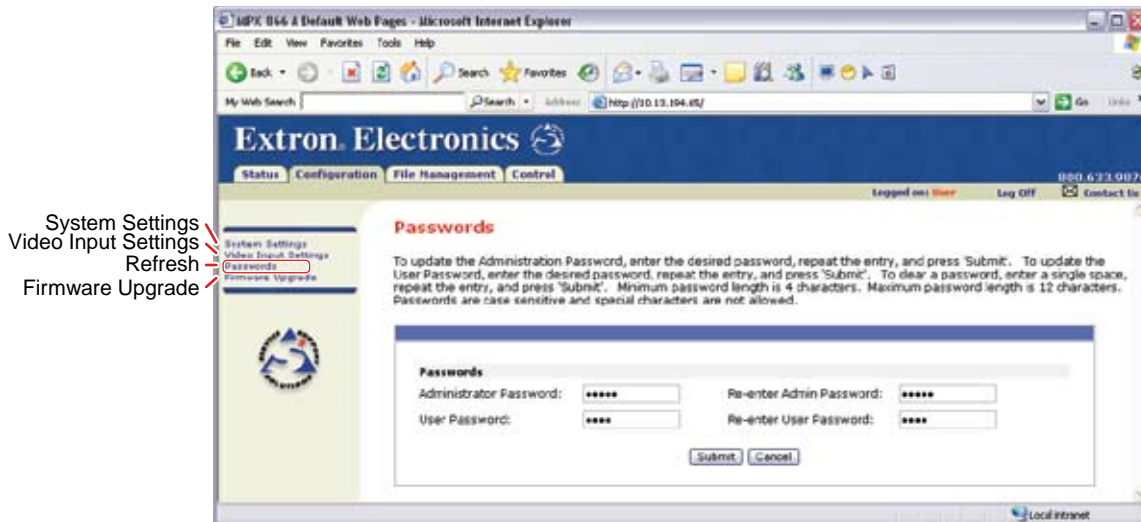 MPX 866 A Default Web Pages - Microsoft Internet Explorer
File Edit View Favorites Tools Help
Back Search Favorites
My Web Search Search Address http://10.13.194.65/ Go Links
Extron. Electronics
Status Configuration File Management Control
800.633.987
Logged on: User Log Off Contact Us
System Settings
Video Input Settings
Refresh
Firmware Upgrade
System Settings
Video Input Settings
Passwords
Firmware Upgrade
Passwords
To update the Administration Password, enter the desired password, repeat the entry, and press 'Submit'. To update the
User Password, enter the desired password, repeat the entry, and press 'Submit'. To clear a password, enter a single space,
repeat the entry, and press 'Submit'. Minimum password length is 4 characters. Maximum password length is 12 characters.
Passwords are case sensitive and special characters are not allowed.
Passwords
Administrator Password: ••••• Re-enter Admin Password: •••••
User Password: •••• Re-enter User Password: ••••
Submit Cancel
Local intranet